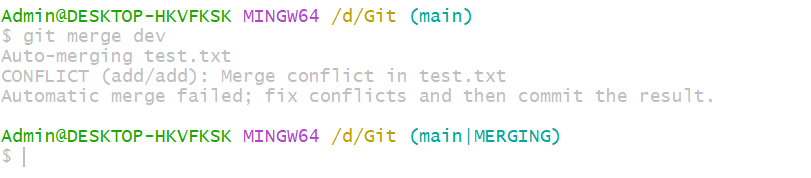 Admin@DESKTOP-HKVFKSK MINGW64 /d/Git (main)
$ git merge dev
Auto-merging test.txt
CONFLICT (add/add): Merge conflict in test.txt
Automatic merge failed; fix conflicts and then commit the result.
Admin@DESKTOP-HKVFKSK MINGW64 /d/Git (main|MERGING)
$